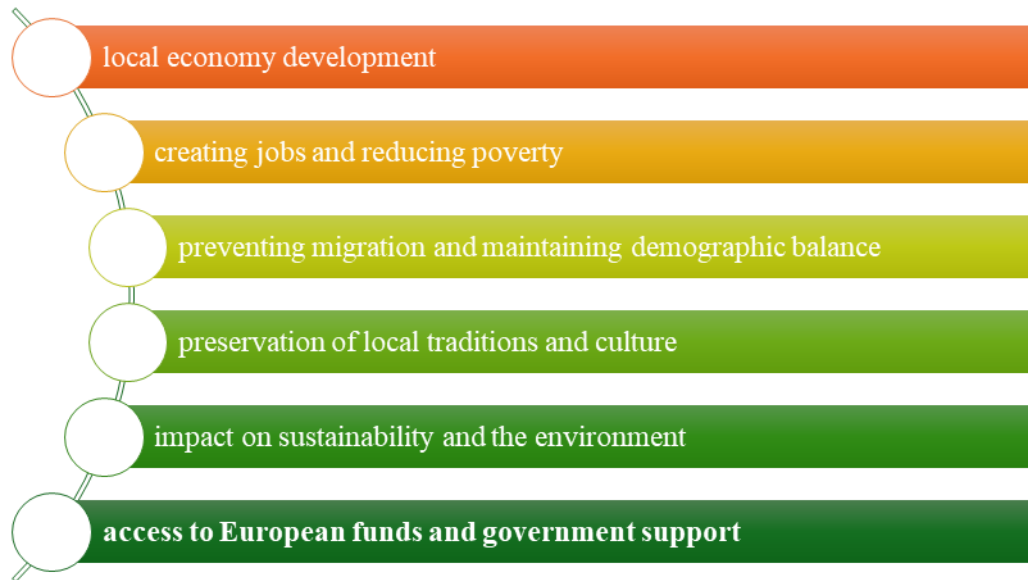 local economy development
creating jobs and reducing poverty
preventing migration and maintaining demographic balance
preservation of local traditions and culture
impact on sustainability and the environment
access to European funds and government support